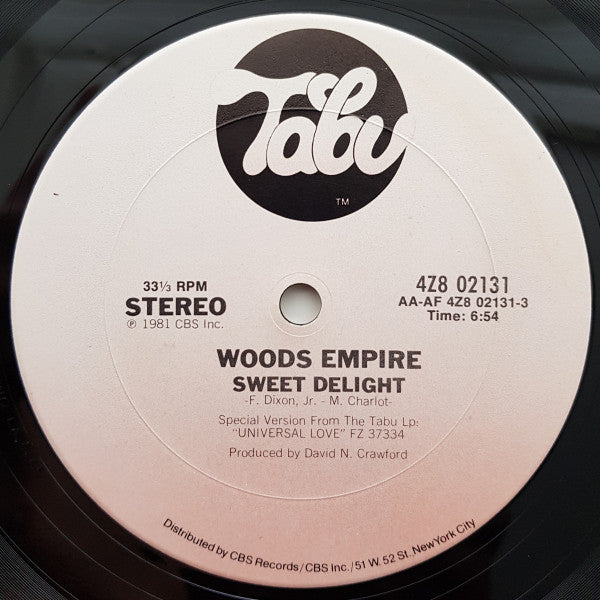 Tabu
TM
33⅓ RPM
STEREO
℗ 1981 CBS Inc.
4Z8 02131
AA-AF 4Z8 02131-3
Time: 6:54
WOODS EMPIRE
SWEET DELIGHT
-F. Dixon, Jr. - M. Charlot-
Special Version From The Tabu Lp:
"UNIVERSAL LOVE" FZ 37334
Produced by David N. Crawford
Distributed by CBS Records/CBS Inc./51 W. 52 St., New York City